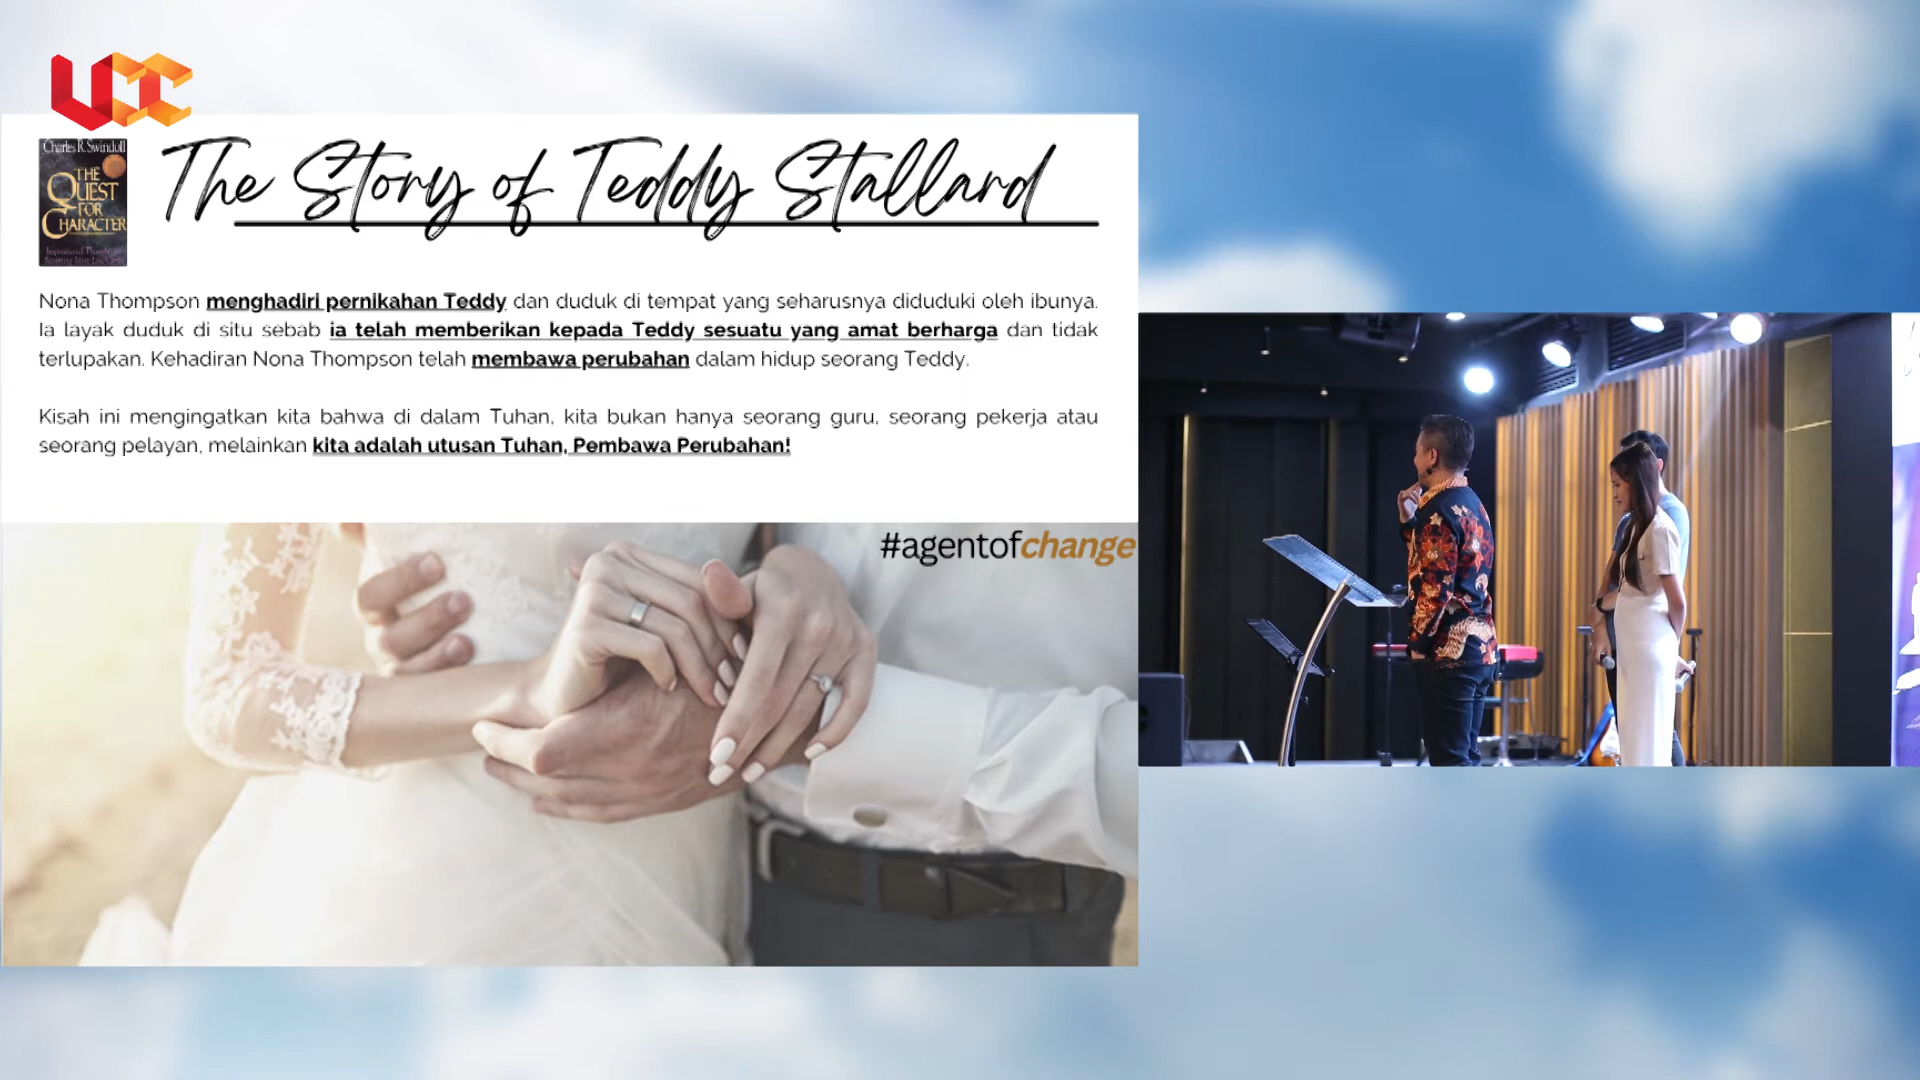 UCC
Charles R. Swindoll
THE
QUEST
FOR
CHARACTER
The Story of Teddy Stallard
Nona Thompson menghadiri pernikahan Teddy dan duduk di tempat yang seharusnya diduduki oleh ibunya.
Ia layak duduk di situ sebab ia telah memberikan kepada Teddy sesuatu yang amat berharga dan tidak
terlupakan. Kehadiran Nona Thompson telah membawa perubahan dalam hidup seorang Teddy.
Kisah ini mengingatkan kita bahwa di dalam Tuhan, kita bukan hanya seorang guru, seorang pekerja atau
seorang pelayan, melainkan kita adalah utusan Tuhan, Pembawa Perubahan!
#agentofchange